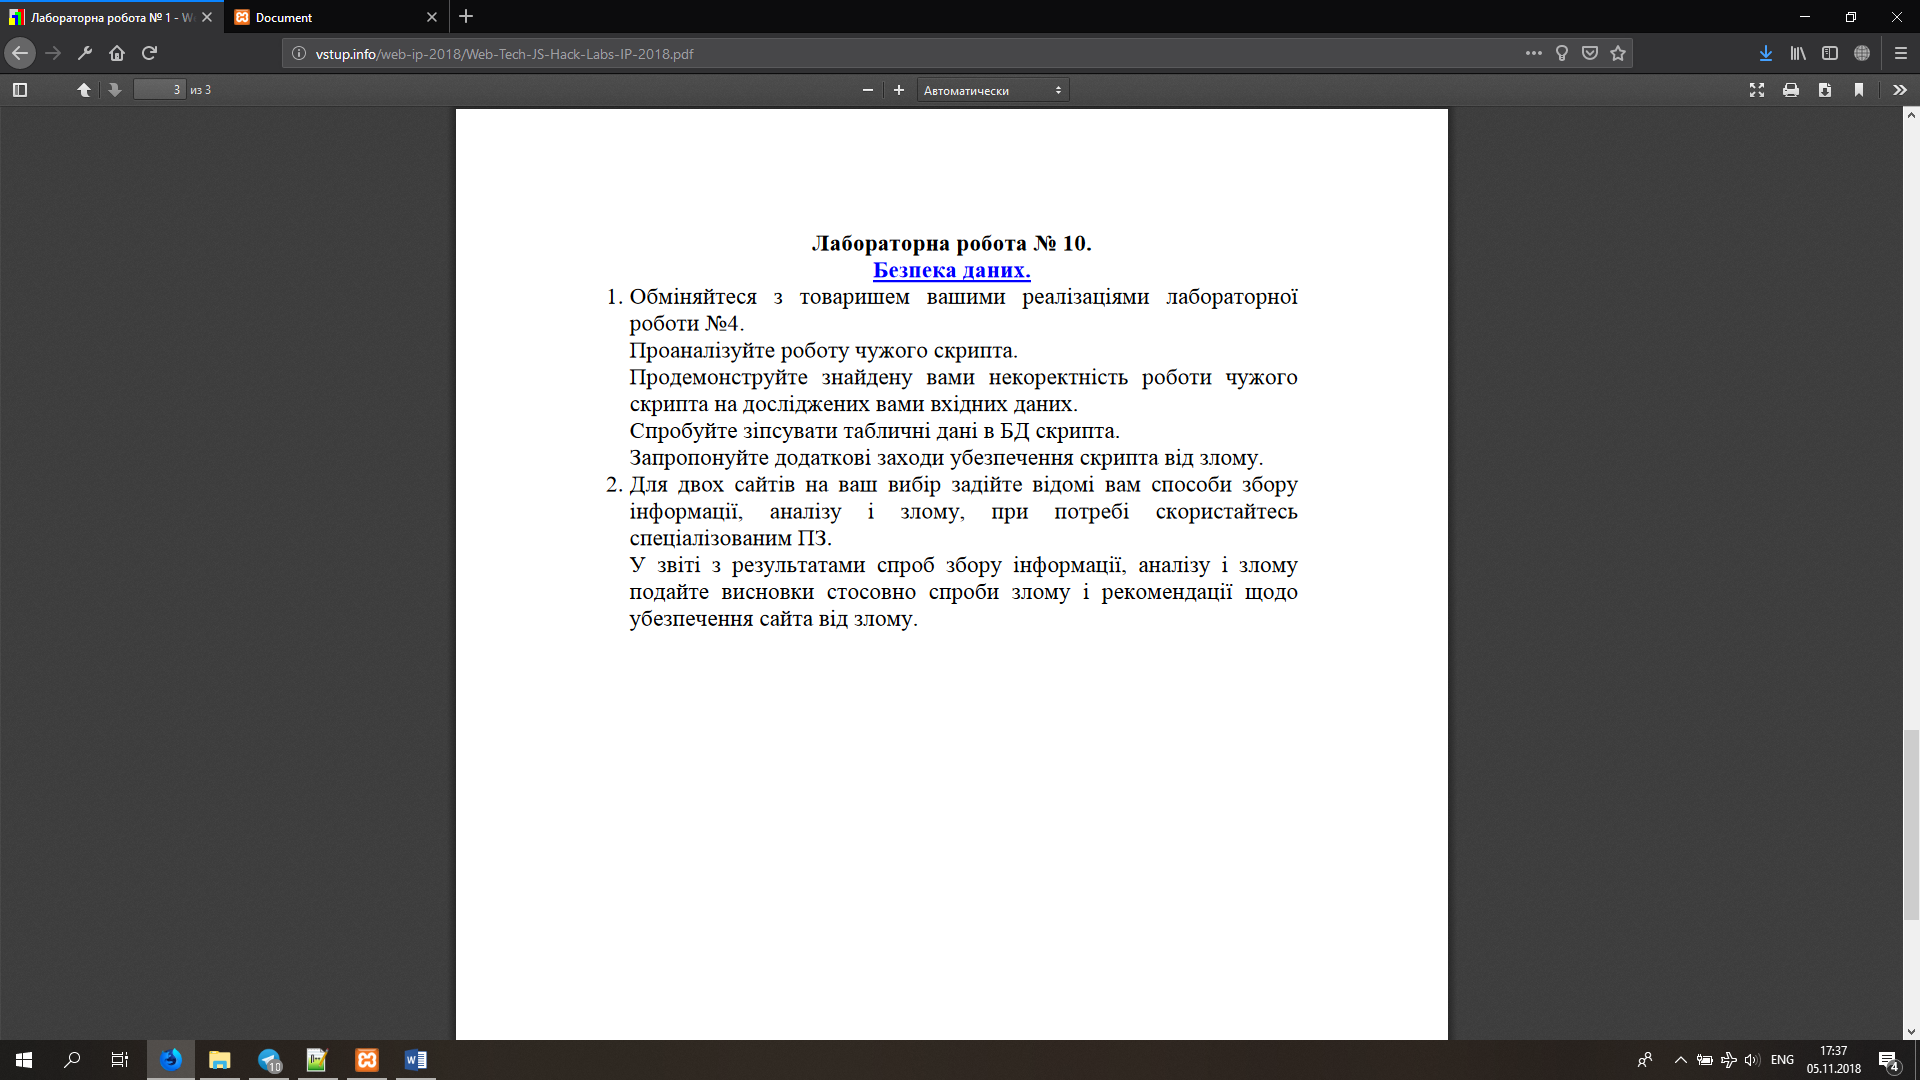 Лабораторна робота № 1 - We
Document
vstup.info/web-ip-2018/Web-Tech-JS-Hack-Labs-IP-2018.pdf
3 из 3
Автоматически
Лабораторна робота № 10.
Безпека даних.
1. Обміняйтеся з товаришем вашими реалізаціями лабораторної
роботи №4.
Проаналізуйте роботу чужого скрипта.
Продемонструйте знайдену вами некоректність роботи чужого
скрипта на досліджених вами вхідних даних.
Спробуйте зіпсувати табличні дані в БД скрипта.
Запропонуйте додаткові заходи убезпечення скрипта від злому.
2. Для двох сайтів на ваш вибір задійте відомі вам способи збору
інформації, аналізу і злому, при потребі скористайтесь
спеціалізованим ПЗ.
У звіті з результатами спроб збору інформації, аналізу і злому
подайте висновки стосовно спроби злому і рекомендації щодо
убезпечення сайта від злому.
10
ENG
17:37
05.11.2018
4